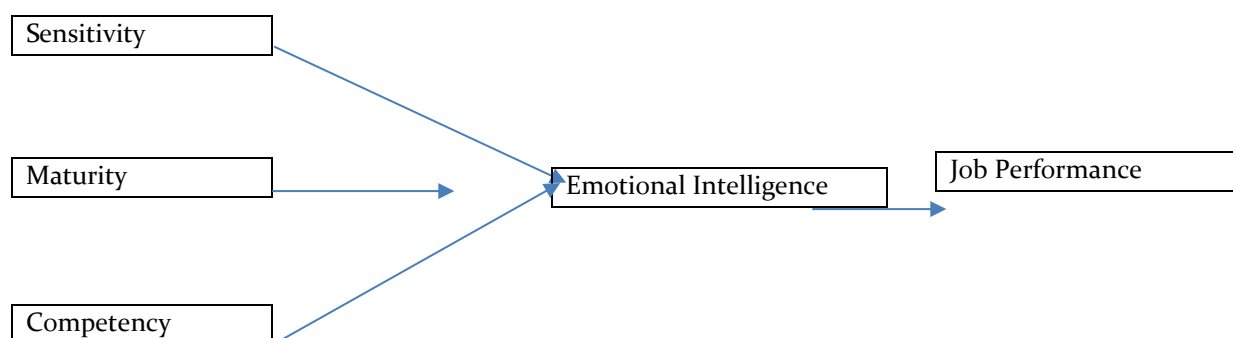 Sensitivity
Maturity
Emotional Intelligence
Job Performance
Competency